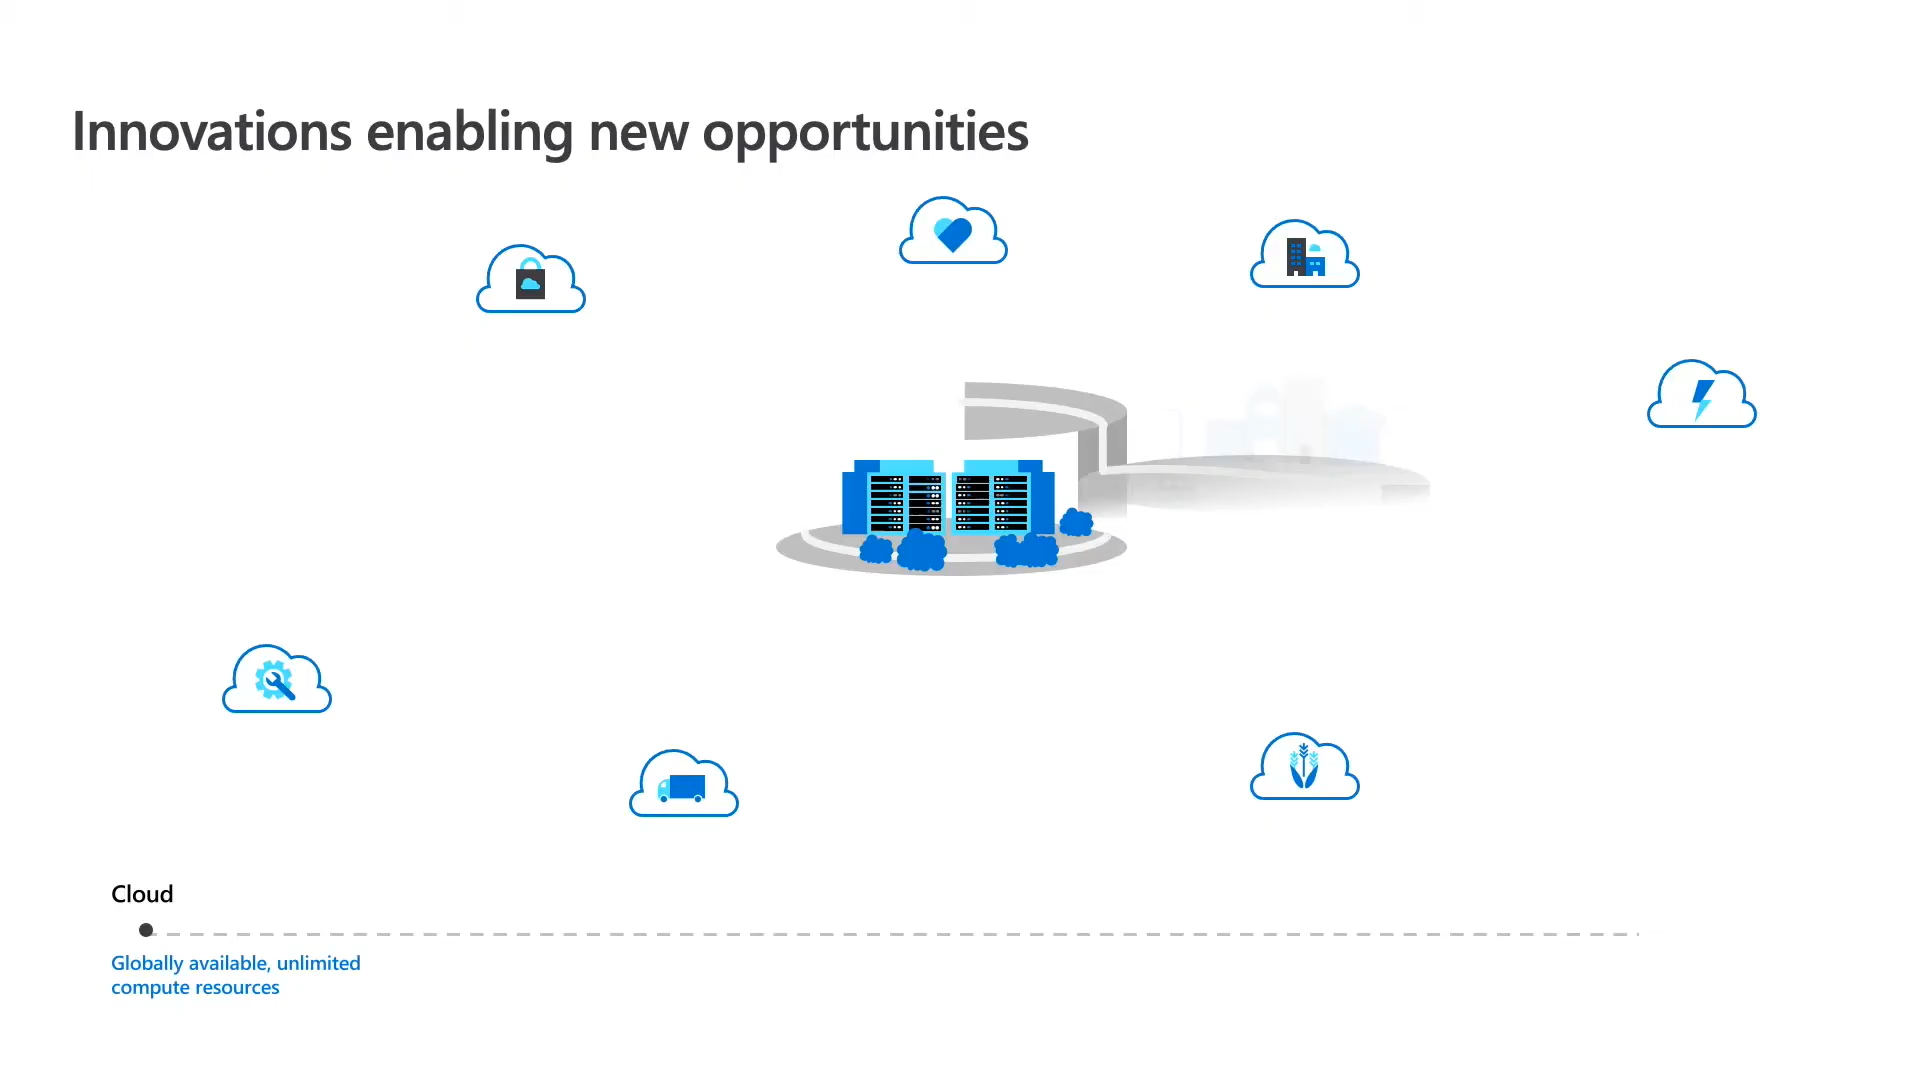 Innovations enabling new opportunities
Cloud
Globally available, unlimited
compute resources